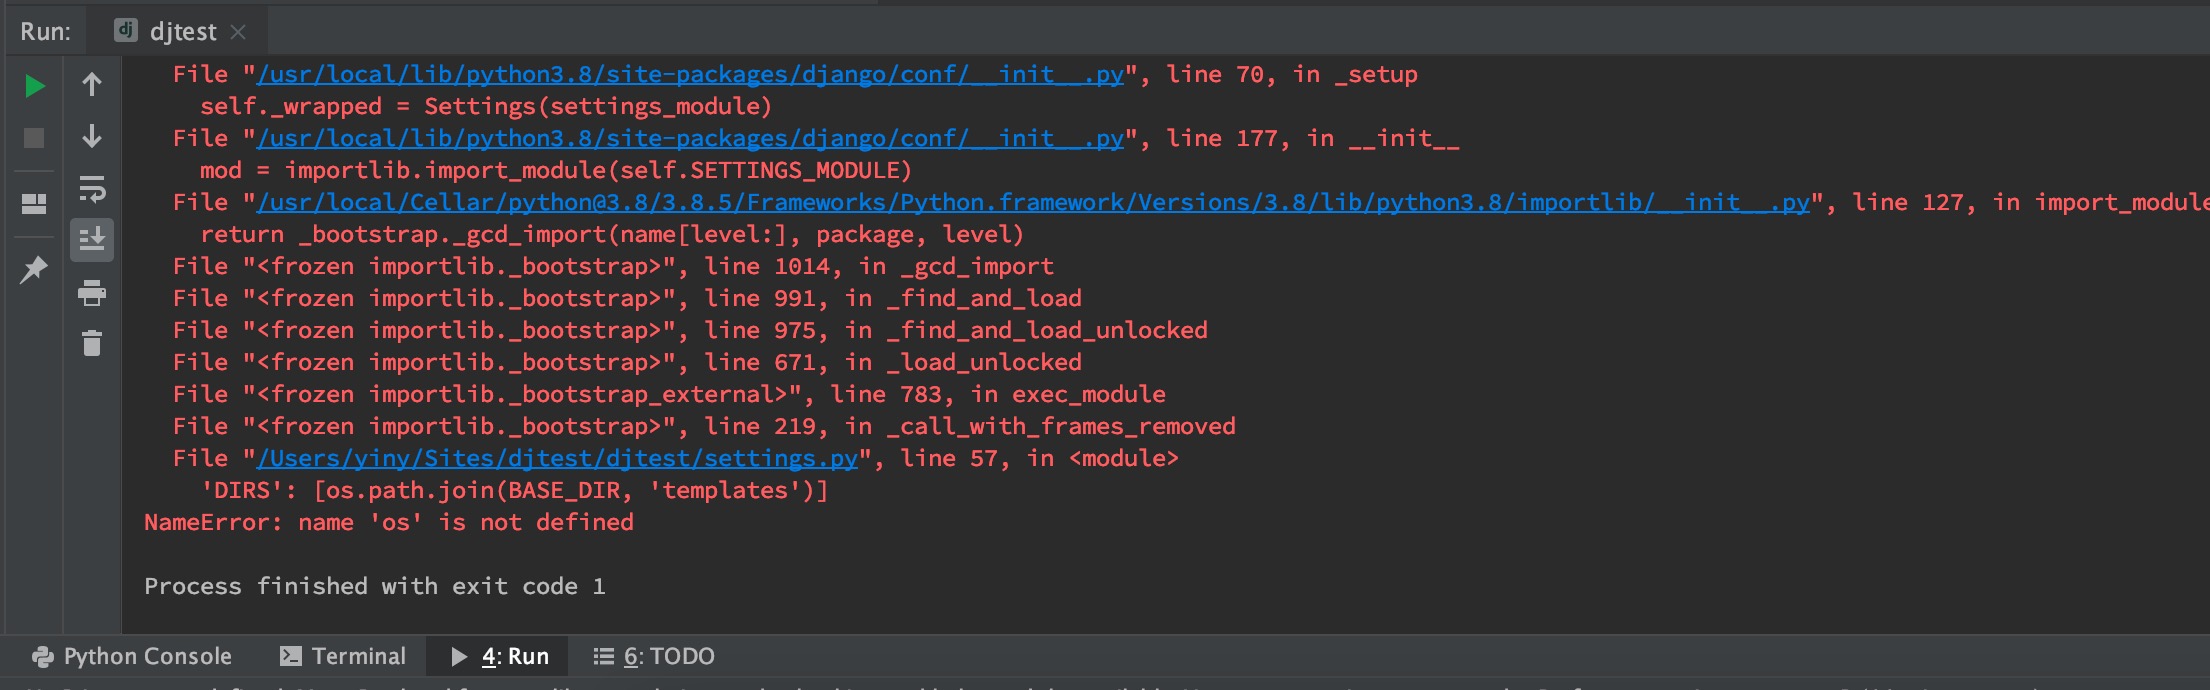 Run:
djtest
File "/usr/local/lib/python3.8/site-packages/django/conf/__init__.py", line 70, in _setup
self._wrapped = Settings(settings_module)
File "/usr/local/lib/python3.8/site-packages/django/conf/__init__.py", line 177, in __init__
mod = importlib.import_module(self.SETTINGS_MODULE)
File "/usr/local/Cellar/python@3.8/3.8.5/Frameworks/Python.framework/Versions/3.8/lib/python3.8/importlib/__init__.py", line 127, in import_module
return _bootstrap._gcd_import(name[level:], package, level)
File "<frozen importlib._bootstrap>", line 1014, in _gcd_import
File "<frozen importlib._bootstrap>", line 991, in _find_and_load
File "<frozen importlib._bootstrap>", line 975, in _find_and_load_unlocked
File "<frozen importlib._bootstrap>", line 671, in _load_unlocked
File "<frozen importlib._bootstrap_external>", line 783, in exec_module
File "<frozen importlib._bootstrap>", line 219, in _call_with_frames_removed
File "/Users/yiny/Sites/djtest/djtest/settings.py", line 57, in <module>
'DIRS': [os.path.join(BASE_DIR, 'templates')]
NameError: name 'os' is not defined
Process finished with exit code 1
Python Console
Terminal
4: Run
6: TODO